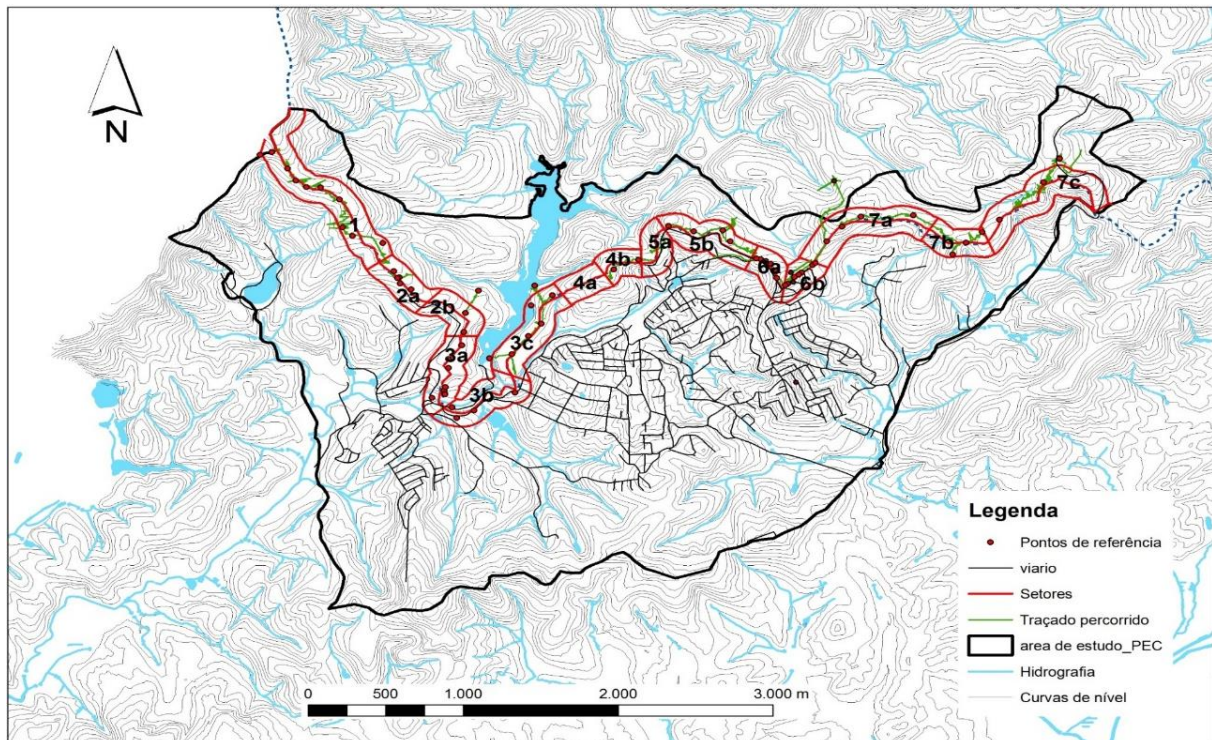 N
1
2a
2b
3a
3b
3c
4a
4b
5a
5b
6a
6b
7a
7b
7c
Legenda
Pontos de referência
viario
Setores
Traçado percorrido
area de estudo_PEC
Hidrografia
Curvas de nível
0 500 1.000 2.000 3.000 m